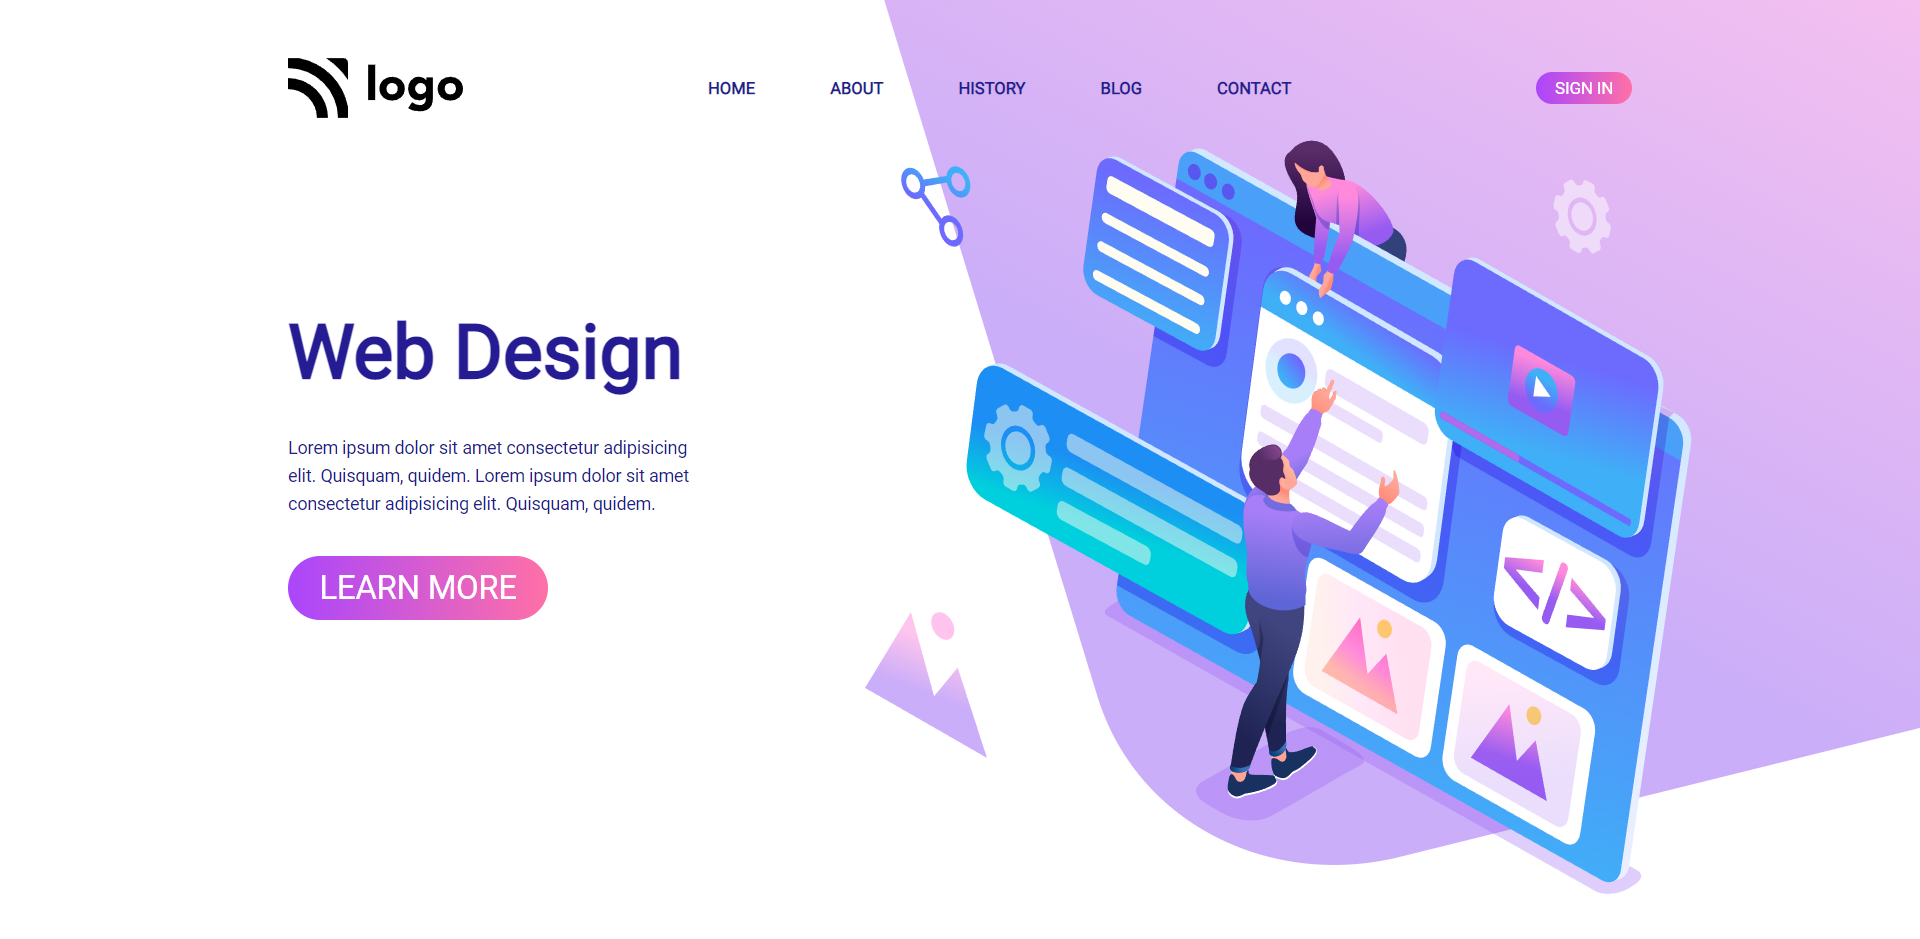 logo
HOME ABOUT HISTORY BLOG CONTACT SIGN IN
Web Design
Lorem ipsum dolor sit amet consectetur adipisicing
elit. Quisquam, quidem. Lorem ipsum dolor sit amet
consectetur adipisicing elit. Quisquam, quidem.
LEARN MORE
</>